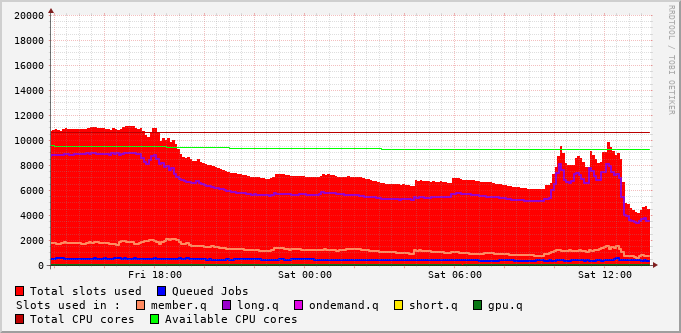 20000
18000
16000
14000
12000
10000
8000
6000
4000
2000
0
Fri 18:00 Sat 00:00 Sat 06:00 Sat 12:00
Total slots used Queued Jobs
Slots used in : member.q long.q ondemand.q short.q gpu.q
Total CPU cores Available CPU cores
RRDTOOL / TOBI OETIKER